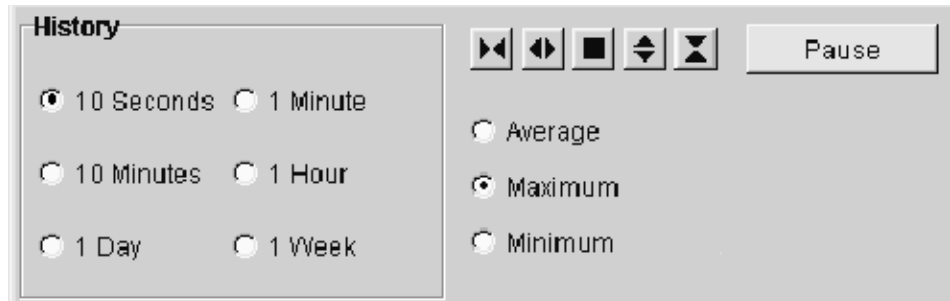 History
10 Seconds 1 Minute
10 Minutes 1 Hour
1 Day 1 Week
Pause
Average
Maximum
Minimum